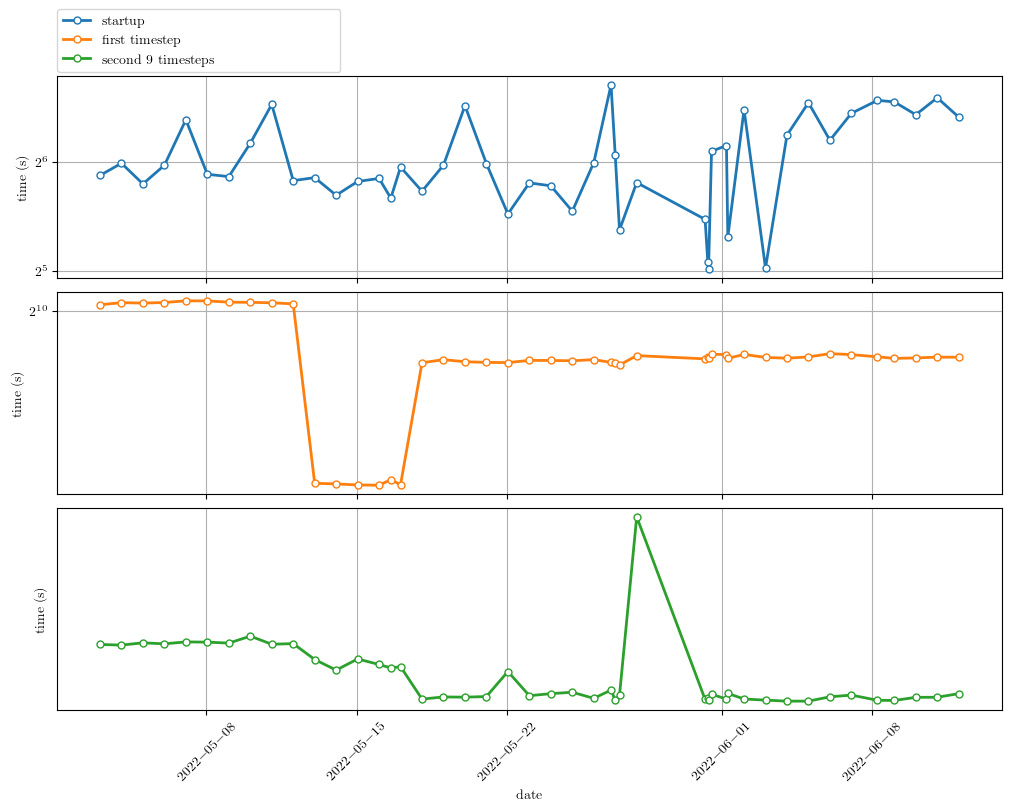 startup
first timestep
second 9 timesteps
time (s)
2^6
2^5
time (s)
2^10
time (s)
2022−05−08
2022−05−15
2022−05−22
2022−06−01
2022−06−08
date